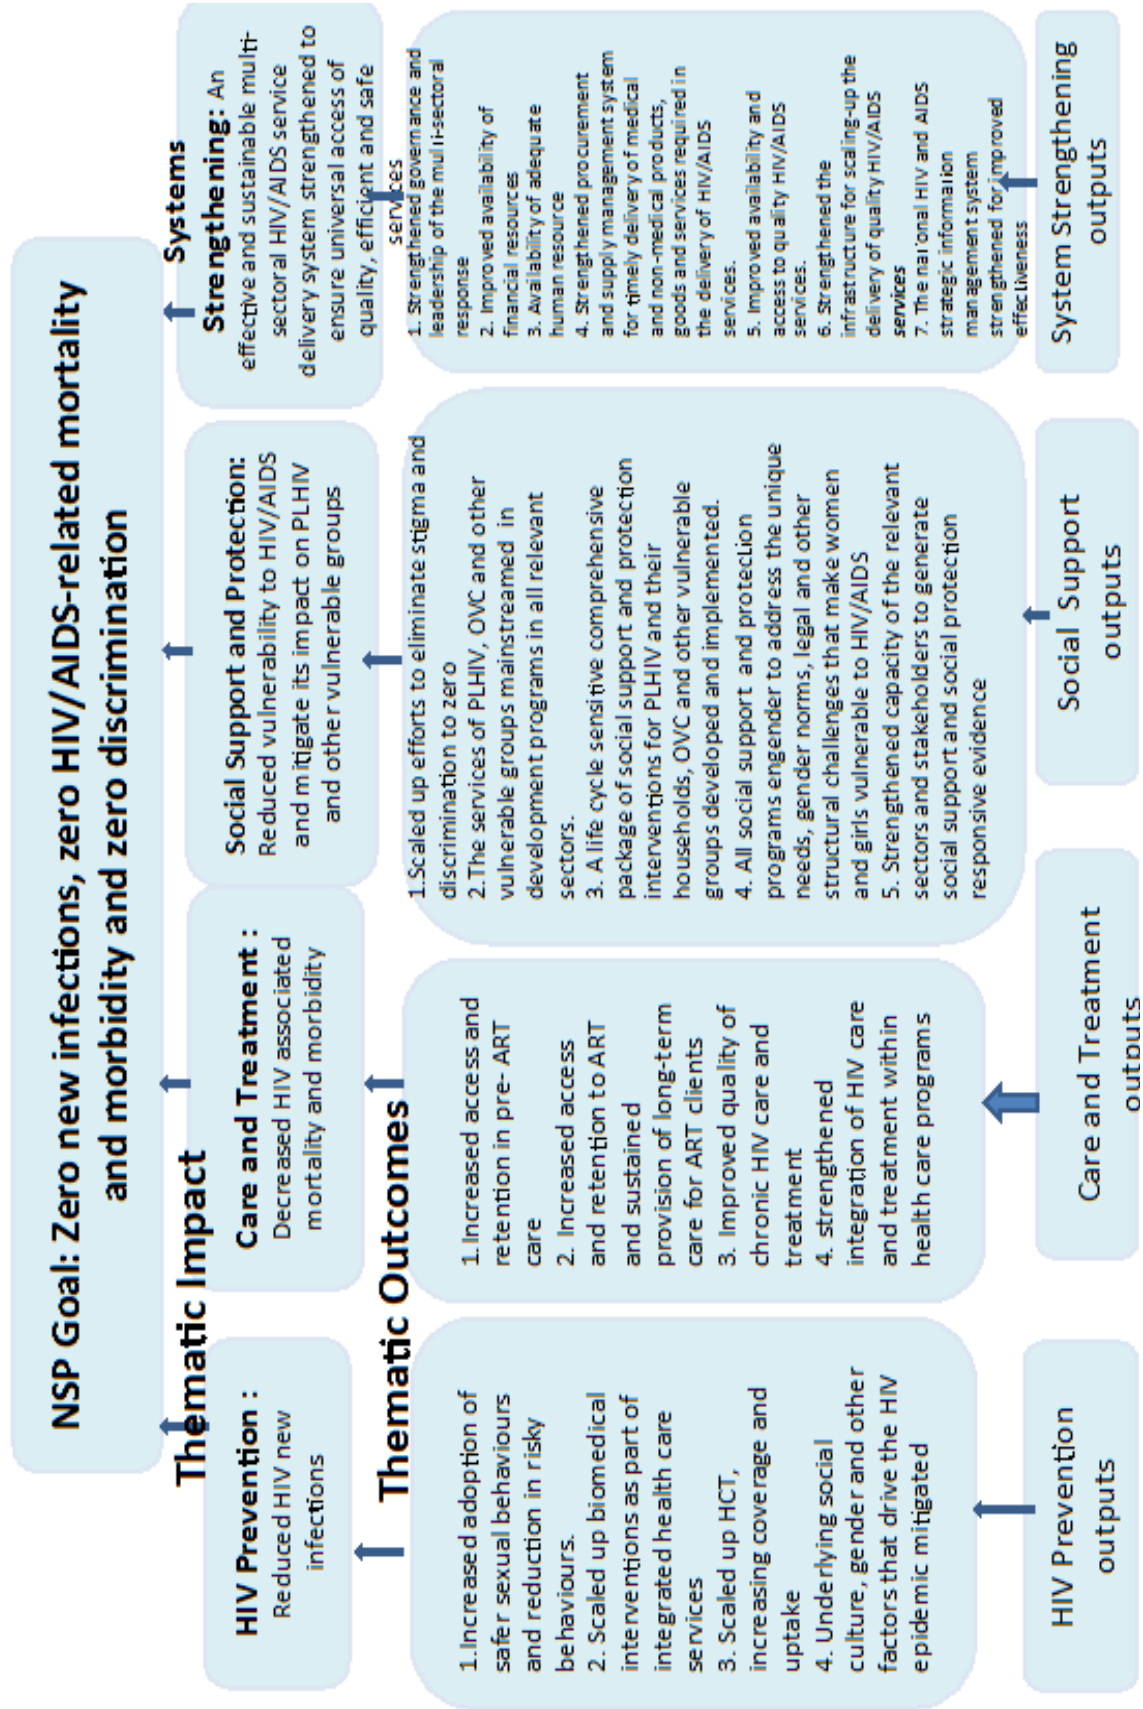 NSP Goal: Zero new infections, zero HIV/AIDS-related mortality
and morbidity and zero discrimination
Thematic Impact
HIV Prevention :
Reduced HIV new
infections
Care and Treatment :
Decreased HIV associated
mortality and morbidity
Social Support and Protection:
Reduced vulnerability to HIV/AIDS
and mitigate its impact on PLHIV
and other vulnerable groups
Systems
Strengthening: An
effective and sustainable multi-
sectoral HIV/AIDS service
delivery system strengthened to
ensure universal access of
quality, efficient and safe
services
Thematic Outcomes
1.Increased adoption of
safer sexual behaviours
and reduction in risky
behaviours.
2. Scaled up biomedical
interventions as part of
integrated health care
services
3. Scaled up HCT,
increasing coverage and
uptake
4. Underlying social
culture, gender and other
factors that drive the HIV
epidemic mitigated
1.Increased access and
retention in pre- ART
care
2. Increased access
and retention to ART
and sustained
provision of long-term
care for ART clients
3. Improved quality of
chronic HIV care and
treatment
4. strengthened
integration of HIV care
and treatment within
health care programs
1.Scaled up efforts to eliminate stigma and
discrimination to zero
2.The services of PLHIV, OVC and other
vulnerable groups mainstreamed in
development programs in all relevant
sectors.
3. A life cycle sensitive comprehensive
package of social support and protection
interventions for PLHIV and their
households, OVC and other vulnerable
groups developed and implemented.
4. All social support and protection
programs engender to address the unique
needs, gender norms, legal and other
structural challenges that make women
and girls vulnerable to HIV/AIDS
5. Strengthened capacity of the relevant
sectors and stakeholders to generate
social support and social protection
responsive evidence
1. Strengthened governance and
leadership of the multi-sectoral
response
2. Improved availability of
financial resources
3. Availability of adequate
human resource
4. Strengthened procurement
and supply management system
for timely delivery of medical
and non-medical products,
goods and services required in
the delivery of HIV/AIDS
services.
5. Improved availability and
access to quality HIV/AIDS
services.
6. Strengthened the
infrastructure for scaling-up the
delivery of quality HIV/AIDS
services
7. The national HIV and AIDS
strategic information
management system
strengthened for improved
effectiveness
HIV Prevention
outputs
Care and Treatment
outputs
Social Support
outputs
System Strengthening
outputs